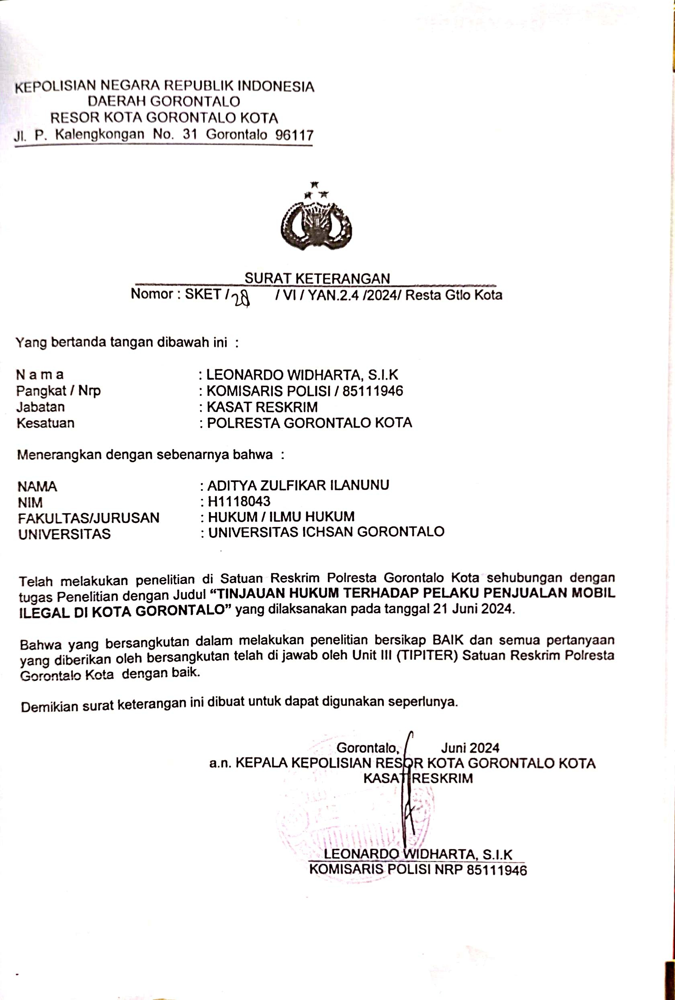 KEPOLISIAN NEGARA REPUBLIK INDONESIA
DAERAH GORONTALO
RESOR KOTA GORONTALO KOTA
Jl. P. Kalengkongan No. 31 Gorontalo 96117
SURAT KETERANGAN
Nomor : SKET / 28 / VI / YAN.2.4 /2024/ Resta Gtlo Kota
Yang bertanda tangan dibawah ini :
N a m a : LEONARDO WIDHARTA, S.I.K
Pangkat / Nrp : KOMISARIS POLISI / 85111946
Jabatan : KASAT RESKRIM
Kesatuan : POLRESTA GORONTALO KOTA
Menerangkan dengan sebenarnya bahwa :
NAMA : ADITYA ZULFIKAR ILANUNU
NIM : H1118043
FAKULTAS/JURUSAN : HUKUM / ILMU HUKUM
UNIVERSITAS : UNIVERSITAS ICHSAN GORONTALO
Telah melakukan penelitian di Satuan Reskrim Polresta Gorontalo Kota sehubungan dengan
tugas Penelitian dengan Judul “TINJAUAN HUKUM TERHADAP PELAKU PENJUALAN MOBIL
ILEGAL DI KOTA GORONTALO” yang dilaksanakan pada tanggal 21 Juni 2024.
Bahwa yang bersangkutan dalam melakukan penelitian bersikap BAIK dan semua pertanyaan
yang diberikan oleh bersangkutan telah di jawab oleh Unit III (TIPITER) Satuan Reskrim Polresta
Gorontalo Kota dengan baik.
Demikian surat keterangan ini dibuat untuk dapat digunakan seperlunya.
Gorontalo, Juni 2024
a.n. KEPALA KEPOLISIAN RESOR KOTA GORONTALO KOTA
KASAT RESKRIM
LEONARDO WIDHARTA, S.I.K
KOMISARIS POLISI NRP 85111946